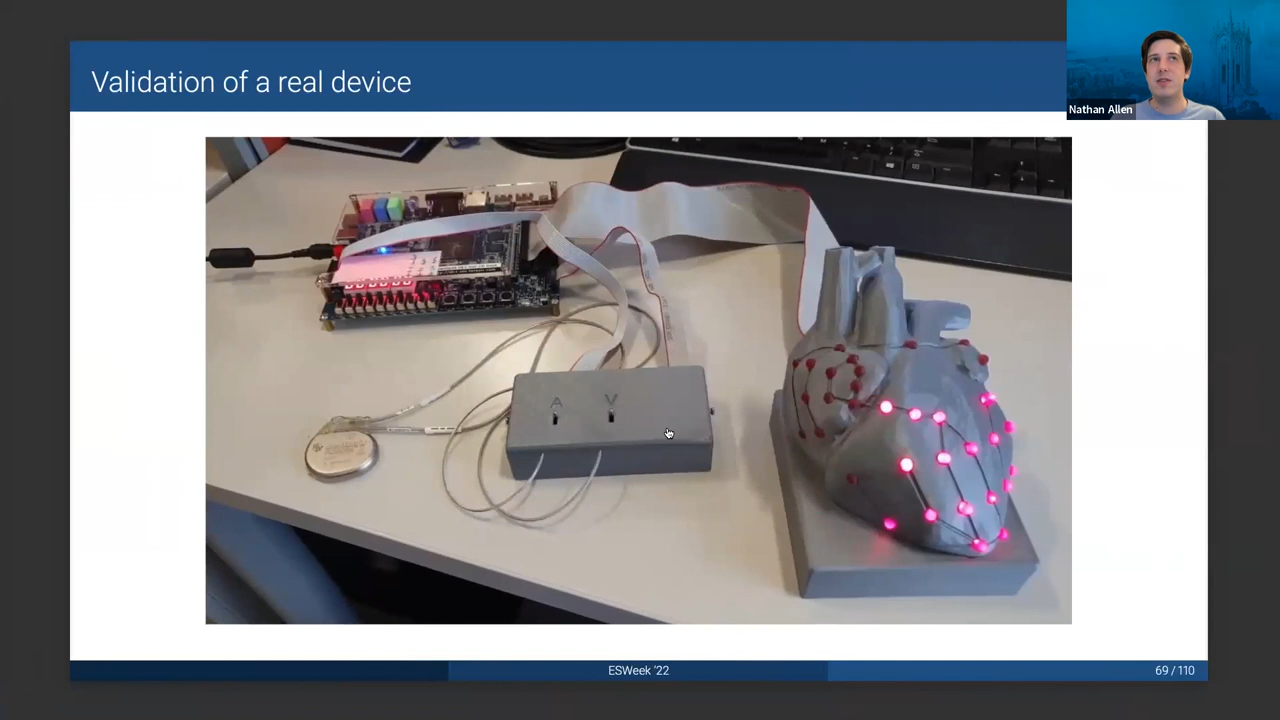 Validation of a real device
Nathan Allen
A V
ESWeek '22
69 / 110